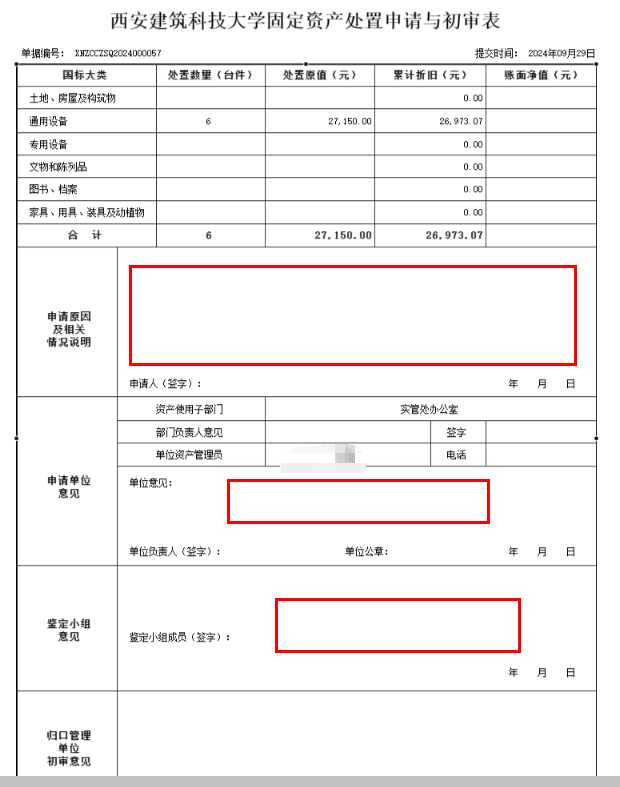 西安建筑科技大学固定资产处置申请与初审表
单据编号: XNZCCZSQ2024000057 提交时间: 2024年09月29日
国标大类 处置数量(台件) 处置原值(元) 累计折旧(元) 账面净值(元)
土地、房屋及构筑物 0.00
通用设备 6 27,150.00 26,973.07
专用设备 0.00
文物和陈列品 0.00
图书、档案 0.00
家具、用具、装具及动植物 0.00
合 计 6 27,150.00 26,973.07
申请原因
及相关
情况说明
申请人(签字): 年 月 日
申请单位
意见
资产使用子部门 实管处办公室
部门负责人意见 签字
单位资产管理员 电话
单位意见:
单位负责人(签字): 单位公章: 年 月 日
鉴定小组
意见
鉴定小组成员(签字):
年 月 日
归口管理
单位
初审意见